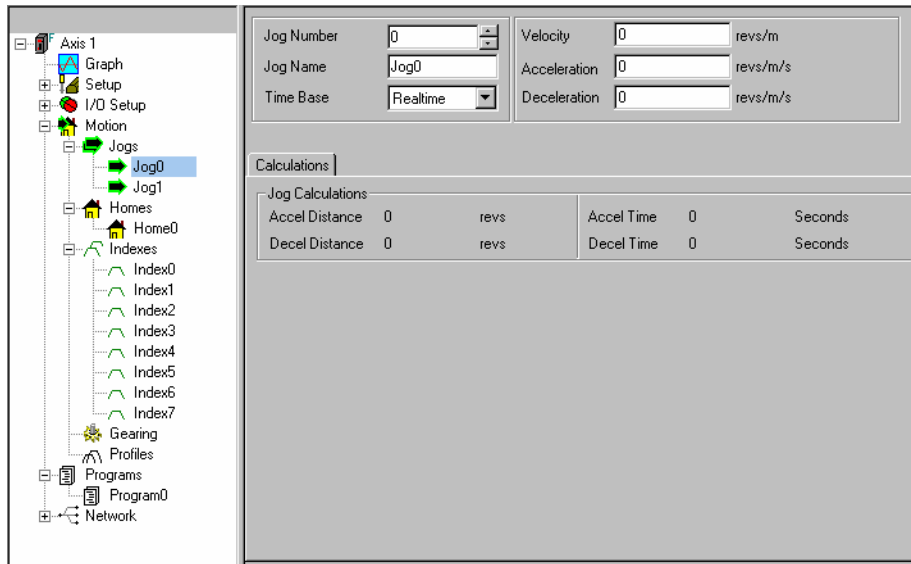 Axis 1
Graph
Setup
I/O Setup
Motion
Jogs
Jog0
Jog1
Homes
Home0
Indexes
Index0
Index1
Index2
Index3
Index4
Index5
Index6
Index7
Gearing
Profiles
Programs
Program0
Network
Jog Number 0
Jog Name Jog0
Time Base Realtime
Velocity 0 revs/m
Acceleration 0 revs/m/s
Deceleration 0 revs/m/s
Calculations
Jog Calculations
Accel Distance 0 revs Accel Time 0 Seconds
Decel Distance 0 revs Decel Time 0 Seconds